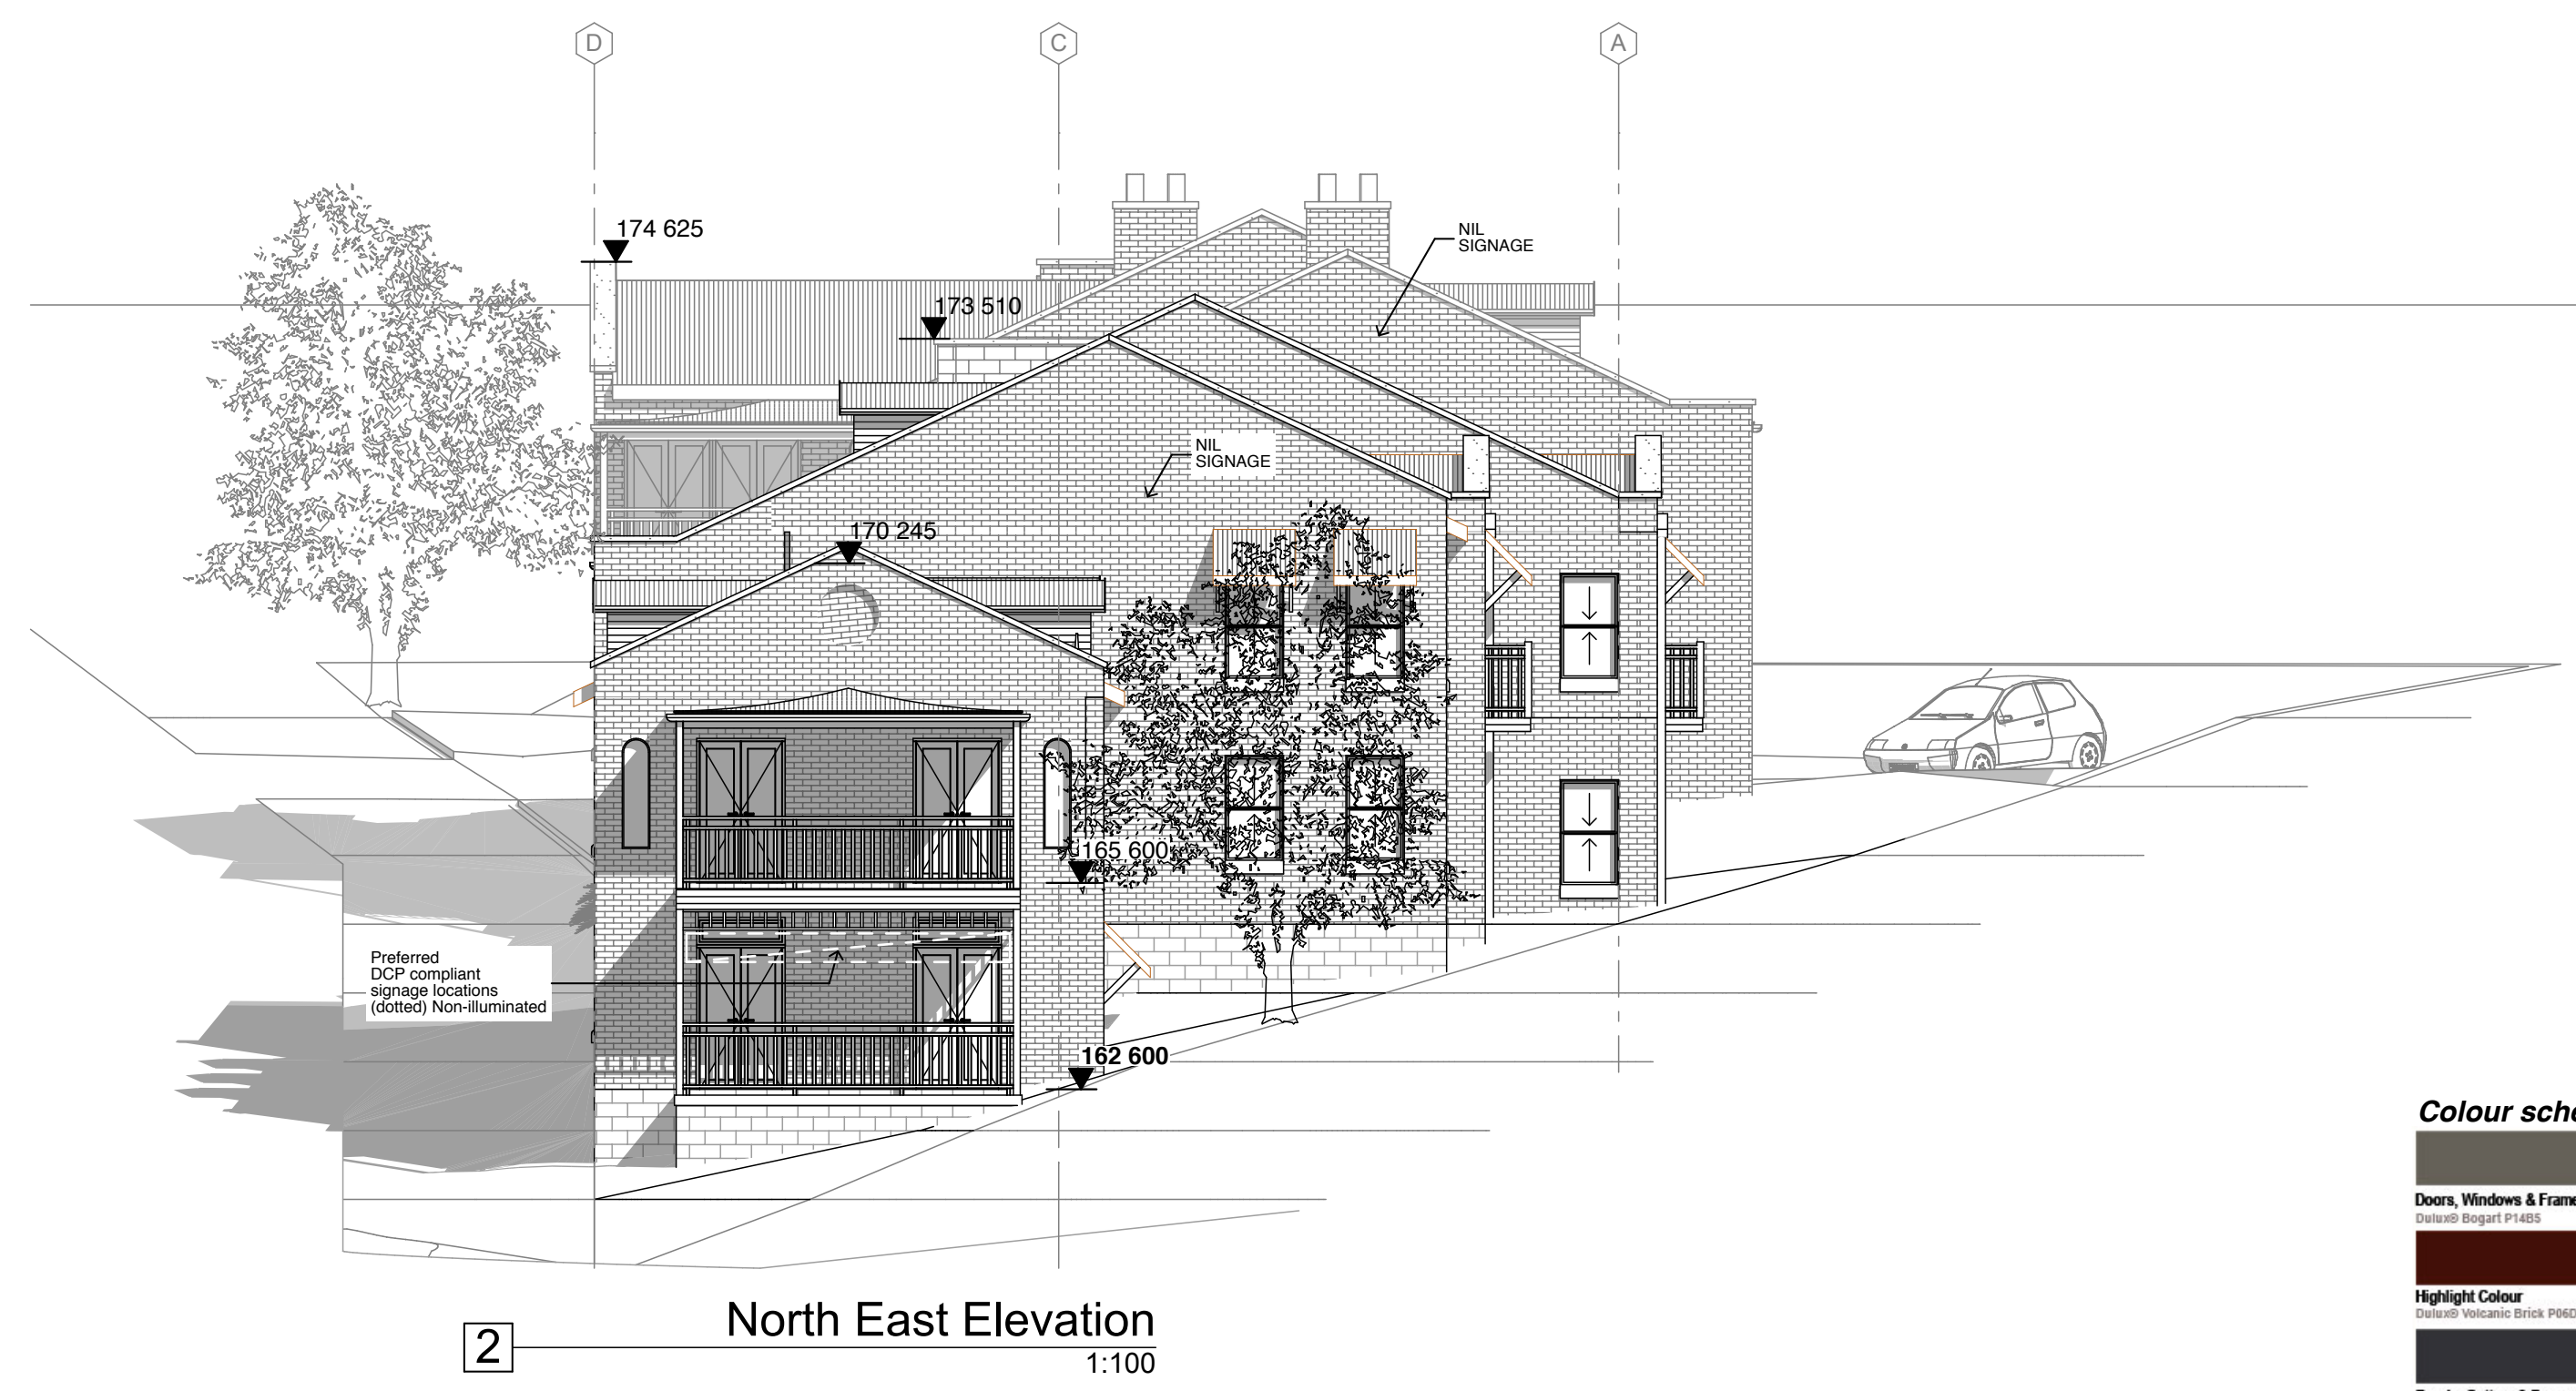 D
C
A
174 625
NIL
SIGNAGE
173 510
NIL
SIGNAGE
170 245
165 600
Preferred
DCP compliant
signage locations
(dotted) Non-illuminated
162 600
Colour sch
Doors, Windows & Frame
Dulux® Bogart P14B5
Highlight Colour
Dulux® Volcanic Brick P06D
2
North East Elevation
1:100